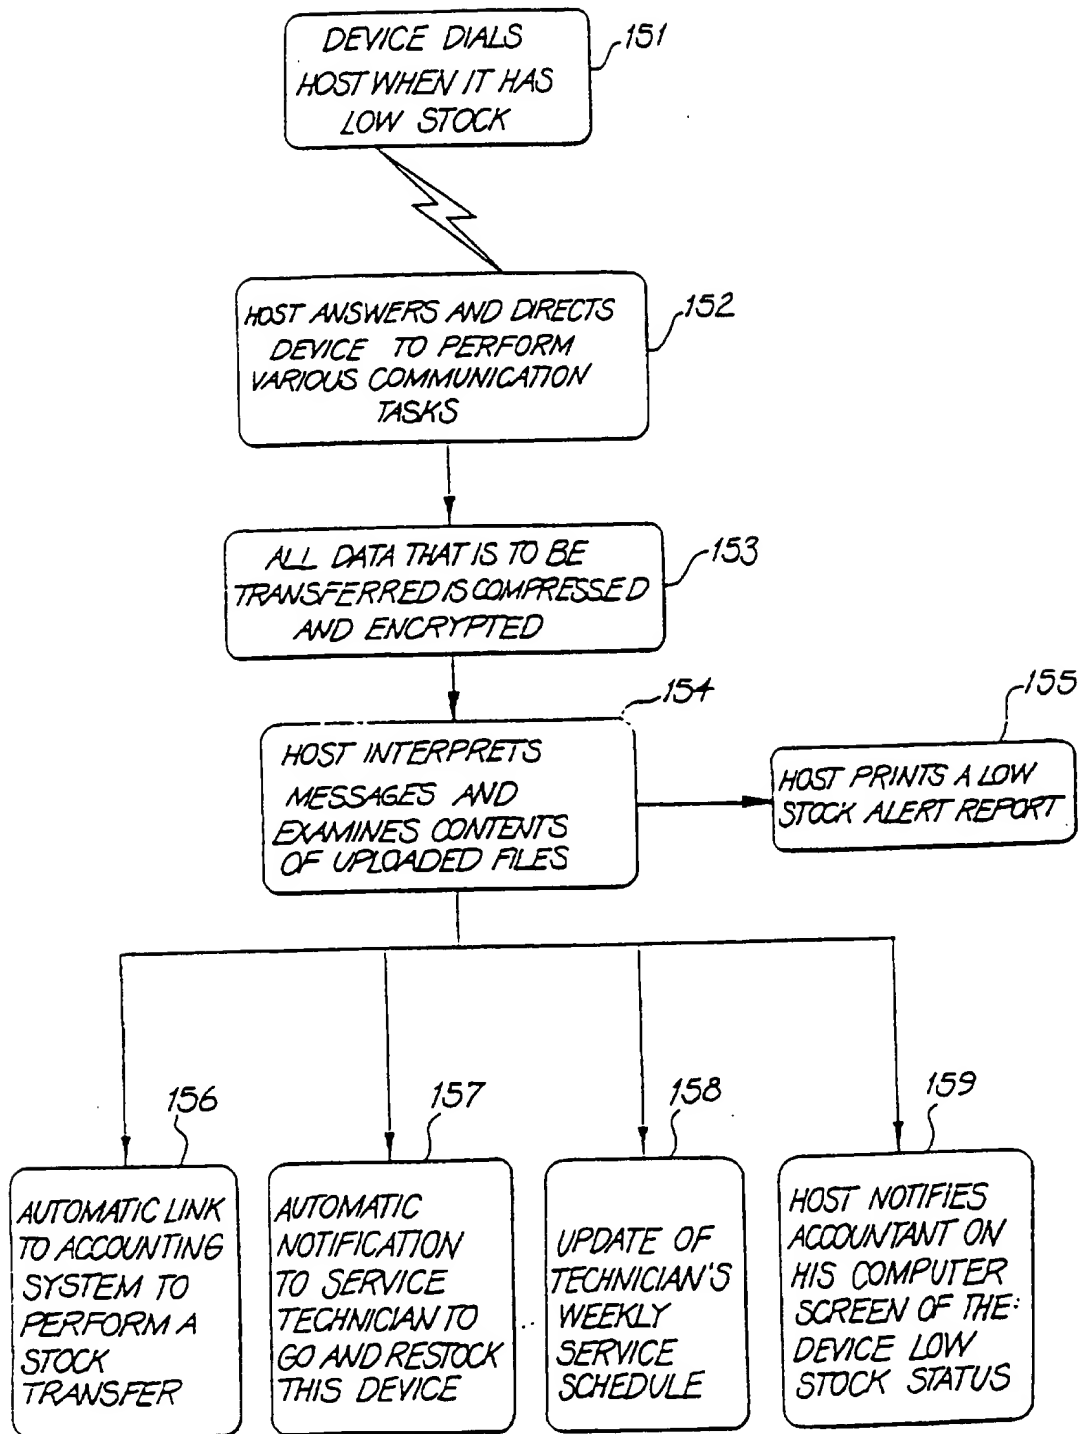 DEVICE DIALS
HOST WHEN IT HAS
LOW STOCK
151
HOST ANSWERS AND DIRECTS
DEVICE TO PERFORM
VARIOUS COMMUNICATION
TASKS
152
ALL DATA THAT IS TO BE
TRANSFERRED IS COMPRESSED
AND ENCRYPTED
153
HOST INTERPRETS
MESSAGES AND
EXAMINES CONTENTS
OF UPLOADED FILES
154
HOST PRINTS A LOW
STOCK ALERT REPORT
155
AUTOMATIC LINK
TO ACCOUNTING
SYSTEM TO
PERFORM A
STOCK
TRANSFER
156
AUTOMATIC
NOTIFICATION
TO SERVICE
TECHNICIAN TO
GO AND RESTOCK
THIS DEVICE
157
UPDATE OF
TECHNICIAN'S
WEEKLY
SERVICE
SCHEDULE
158
HOST NOTIFIES
ACCOUNTANT ON
HIS COMPUTER
SCREEN OF THE:
DEVICE LOW
STOCK STATUS
159